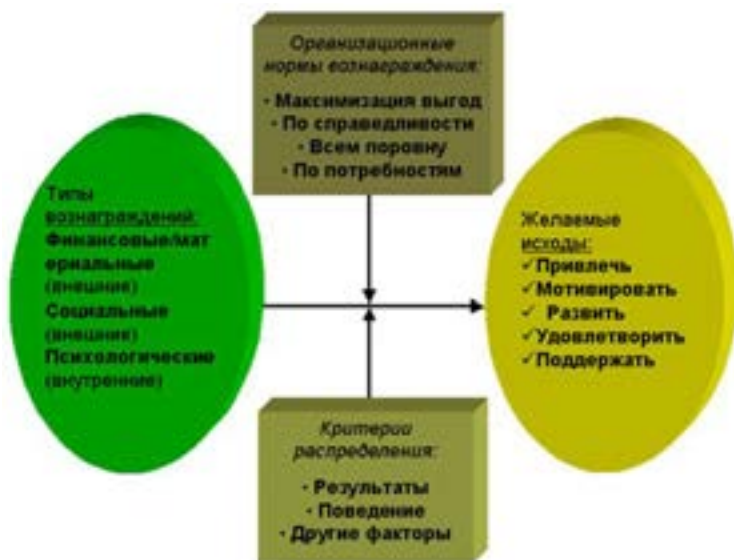 Организационные
нормы вознаграждения:
• Максимизация выгод
• По справедливости
• Всем поровну
• По потребностям
Типы
вознаграждений:
Финансовые/мат
ериальные
(внешние)
Социальные
(внешние)
Психологические
(внутренние)
Желаемые
исходы:
✓Привлечь
✓Мотивировать
✓ Развить
✓Удовлетворить
✓Поддержать
Критерии
распределения:
• Результаты
• Поведение
• Другие факторы